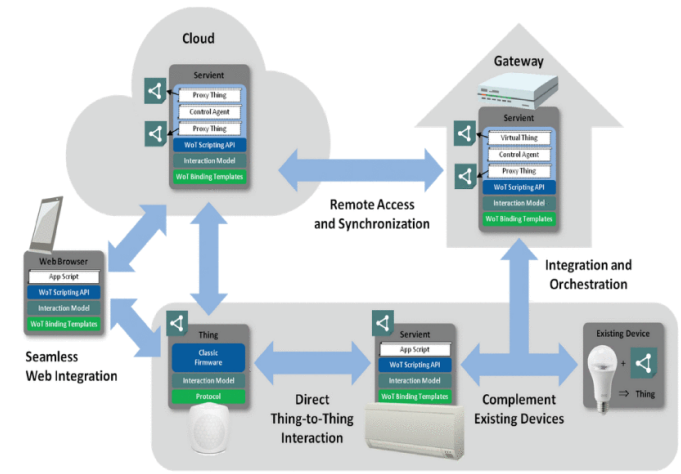 Cloud
Servient
Proxy Thing
Control Agent
Proxy Thing
WoT Scripting API
Interaction Model
WoT Binding Templates
Gateway
Servient
Virtual Thing
Control Agent
Proxy Thing
WoT Scripting API
Interaction Model
WoT Binding Templates
Remote Access
and Synchronization
Web Browser
App Script
WoT Scripting API
Interaction Model
WoT Binding Templates
Seamless
Web Integration
Integration and
Orchestration
Thing
Classic
Firmware
Interaction Model
Protocol
Direct
Thing-to-Thing
Interaction
Servient
App Script
WoT Scripting API
Interaction Model
WoT Binding Templates
Complement
Existing Devices
Existing Device
+
⇒ Thing